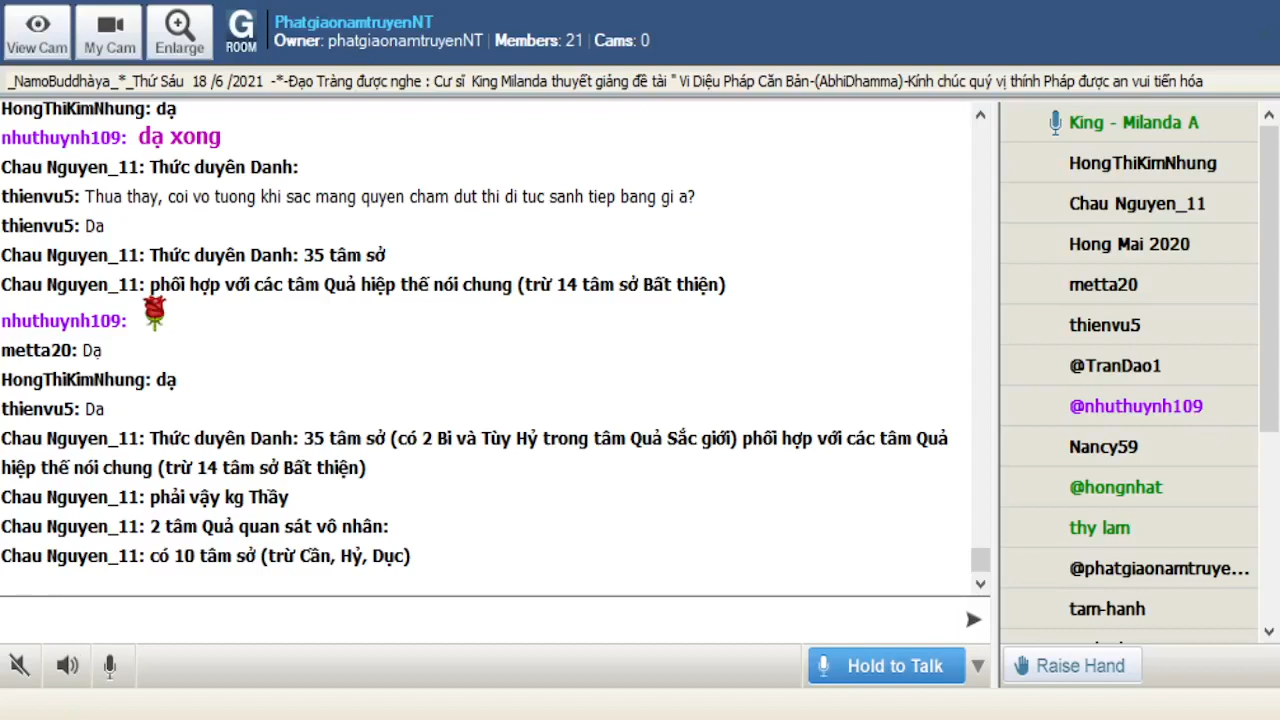 View Cam
My Cam
Enlarge
G
ROOM
PhatgiaonamtruyenNT
Owner: phatgiaonamtruyenNT | Members: 21 | Cams: 0
_NamoBuddhàya_*_Thứ Sáu 18 /6 /2021 -*-Đạo Tràng được nghe : Cư sĩ King Milanda thuyết giảng đề tài " Vi Diệu Pháp Căn Bản-(AbhiDhamma)-Kính chúc quý vị thính Pháp được an vui tiến hóa
HongThiKimNhung: dạ
nhuthuynh109: dạ xong
Chau Nguyen_11: Thức duyên Danh:
thienvu5: Thua thay, coi vo tuong khi sac mang quyen cham dut thi di tuc sanh tiep bang gi a?
thienvu5: Da
Chau Nguyen_11: Thức duyên Danh: 35 tâm sở
Chau Nguyen_11: phối hợp với các tâm Quả hiệp thế nói chung (trừ 14 tâm sở Bất thiện)
nhuthuynh109:
metta20: Dạ
HongThiKimNhung: dạ
thienvu5: Da
Chau Nguyen_11: Thức duyên Danh: 35 tâm sở (có 2 Bi và Tùy Hỷ trong tâm Quả Sắc giới) phối hợp với các tâm Quả
hiệp thế nói chung (trừ 14 tâm sở Bất thiện)
Chau Nguyen_11: phải vậy kg Thầy
Chau Nguyen_11: 2 tâm Quả quan sát vô nhân:
Chau Nguyen_11: có 10 tâm sở (trừ Cần, Hỷ, Dục)
King - Milanda A
HongThiKimNhung
Chau Nguyen_11
Hong Mai 2020
metta20
thienvu5
@TranDao1
@nhuthuynh109
Nancy59
@hongnhat
thy lam
@phatgiaonamtruye...
tam-hanh
Hold to Talk
Raise Hand